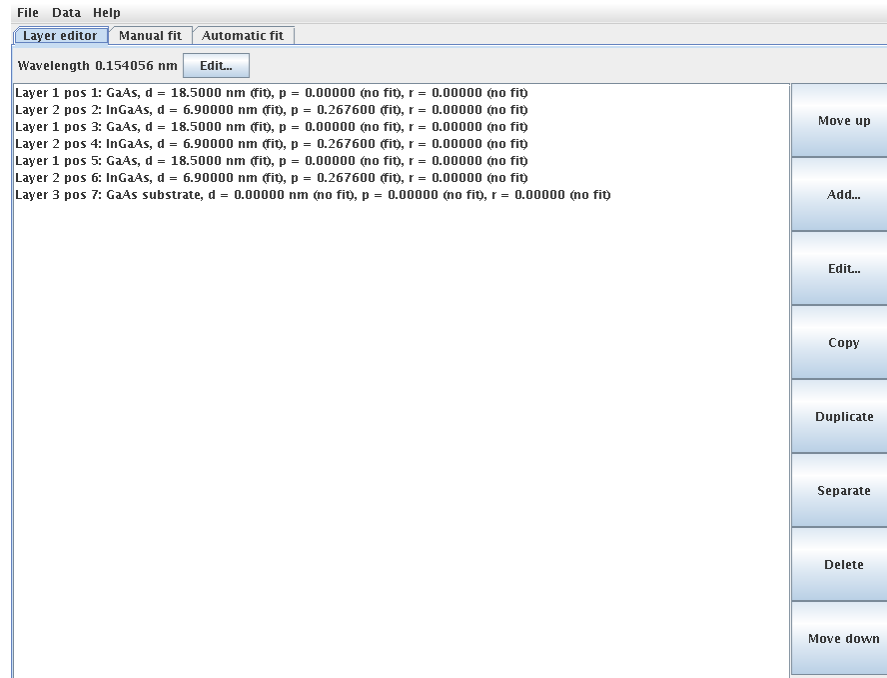 File Data Help
Layer editor Manual fit Automatic fit
Wavelength 0.154056 nm Edit...
Layer 1 pos 1: GaAs, d = 18.5000 nm (fit), p = 0.00000 (no fit), r = 0.00000 (no fit)
Layer 2 pos 2: InGaAs, d = 6.90000 nm (fit), p = 0.267600 (fit), r = 0.00000 (no fit)
Layer 1 pos 3: GaAs, d = 18.5000 nm (fit), p = 0.00000 (no fit), r = 0.00000 (no fit)
Layer 2 pos 4: InGaAs, d = 6.90000 nm (fit), p = 0.267600 (fit), r = 0.00000 (no fit)
Layer 1 pos 5: GaAs, d = 18.5000 nm (fit), p = 0.00000 (no fit), r = 0.00000 (no fit)
Layer 2 pos 6: InGaAs, d = 6.90000 nm (fit), p = 0.267600 (fit), r = 0.00000 (no fit)
Layer 3 pos 7: GaAs substrate, d = 0.00000 nm (no fit), p = 0.00000 (no fit), r = 0.00000 (no fit)
Move up
Add...
Edit...
Copy
Duplicate
Separate
Delete
Move down